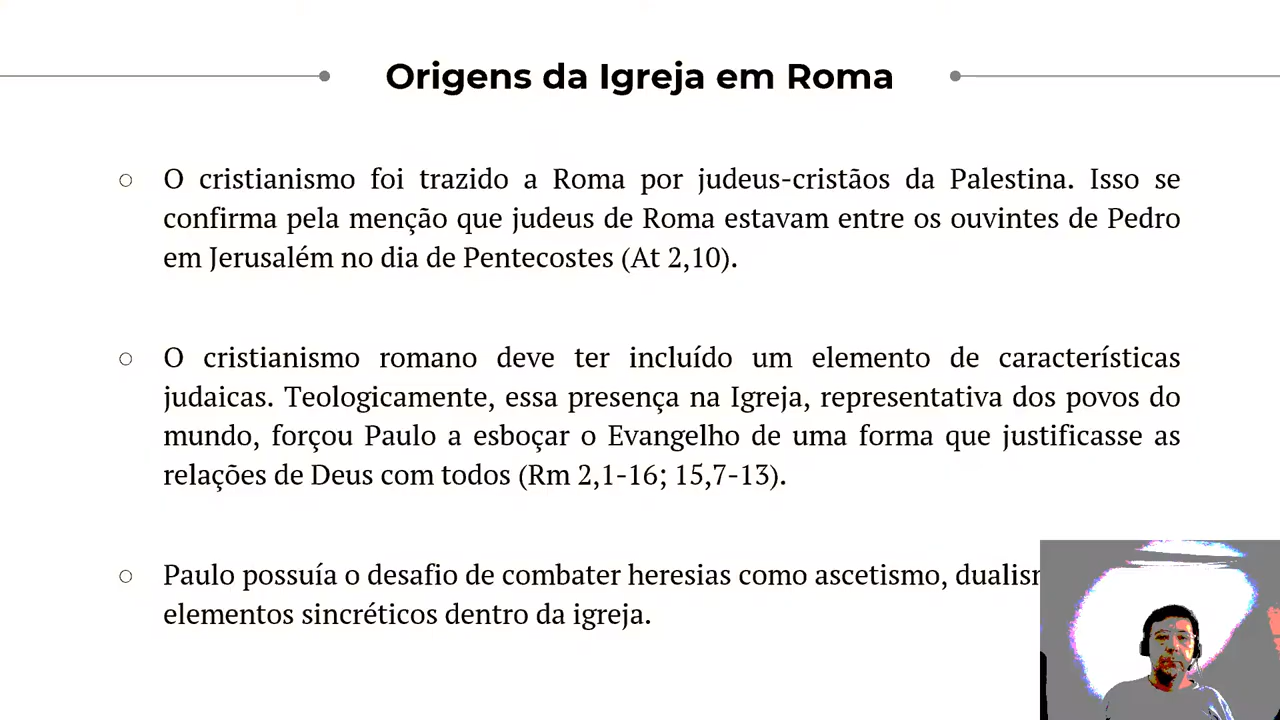 Origens da Igreja em Roma
○ O cristianismo foi trazido a Roma por judeus-cristãos da Palestina. Isso se
confirma pela menção que judeus de Roma estavam entre os ouvintes de Pedro
em Jerusalém no dia de Pentecostes (At 2,10).
○ O cristianismo romano deve ter incluído um elemento de características
judaicas. Teologicamente, essa presença na Igreja, representativa dos povos do
mundo, forçou Paulo a esboçar o Evangelho de uma forma que justificasse as
relações de Deus com todos (Rm 2,1-16; 15,7-13).
○ Paulo possuía o desafio de combater heresias como ascetismo,
elementos sincréticos dentro da igreja.